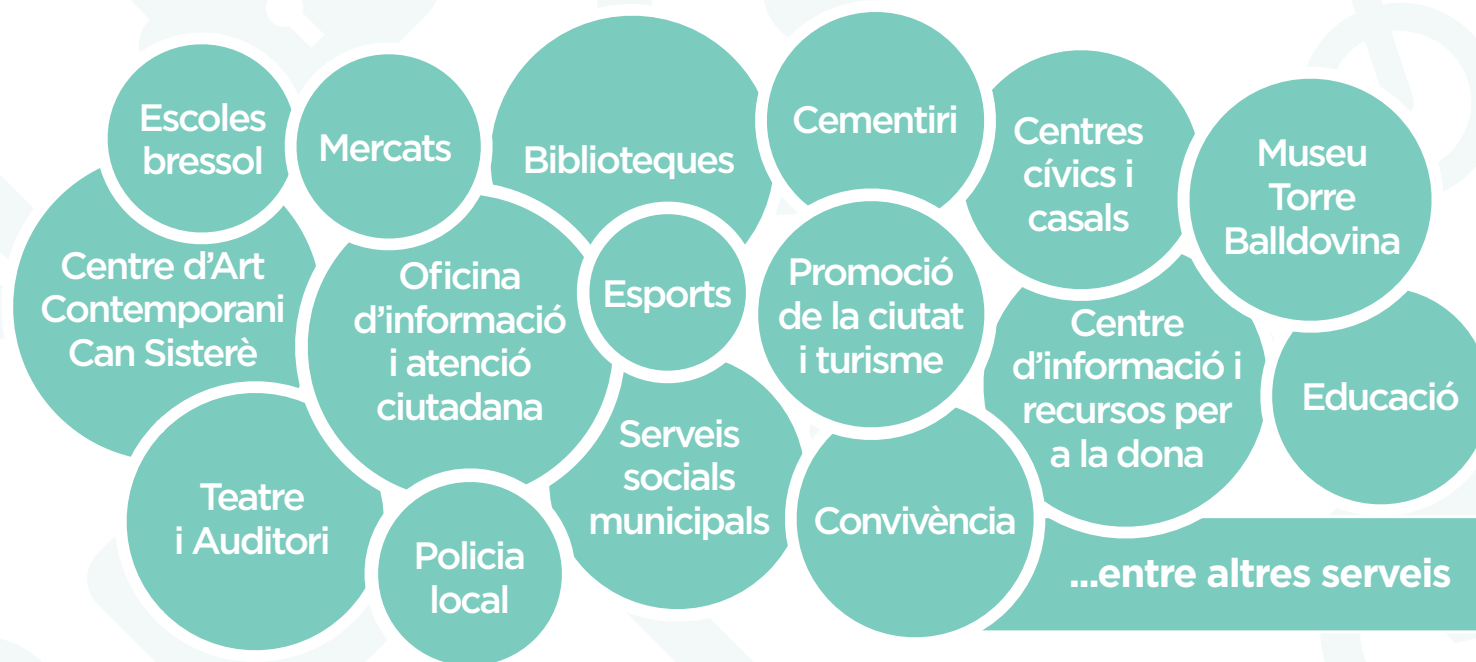 Escoles
bressol
Mercats
Biblioteques
Cementiri
Centres
cívics i
casals
Museu
Torre
Balldovina
Centre d’Art
Contemporani
Can Sisterè
Oficina
d’informació
i atenció
ciutadana
Esports
Promoció
de la ciutat
i turisme
Centre
d’informació i
recursos per
a la dona
Educació
Teatre
i Auditori
Policia
local
Serveis
socials
municipals
Convivència
...entre altres serveis